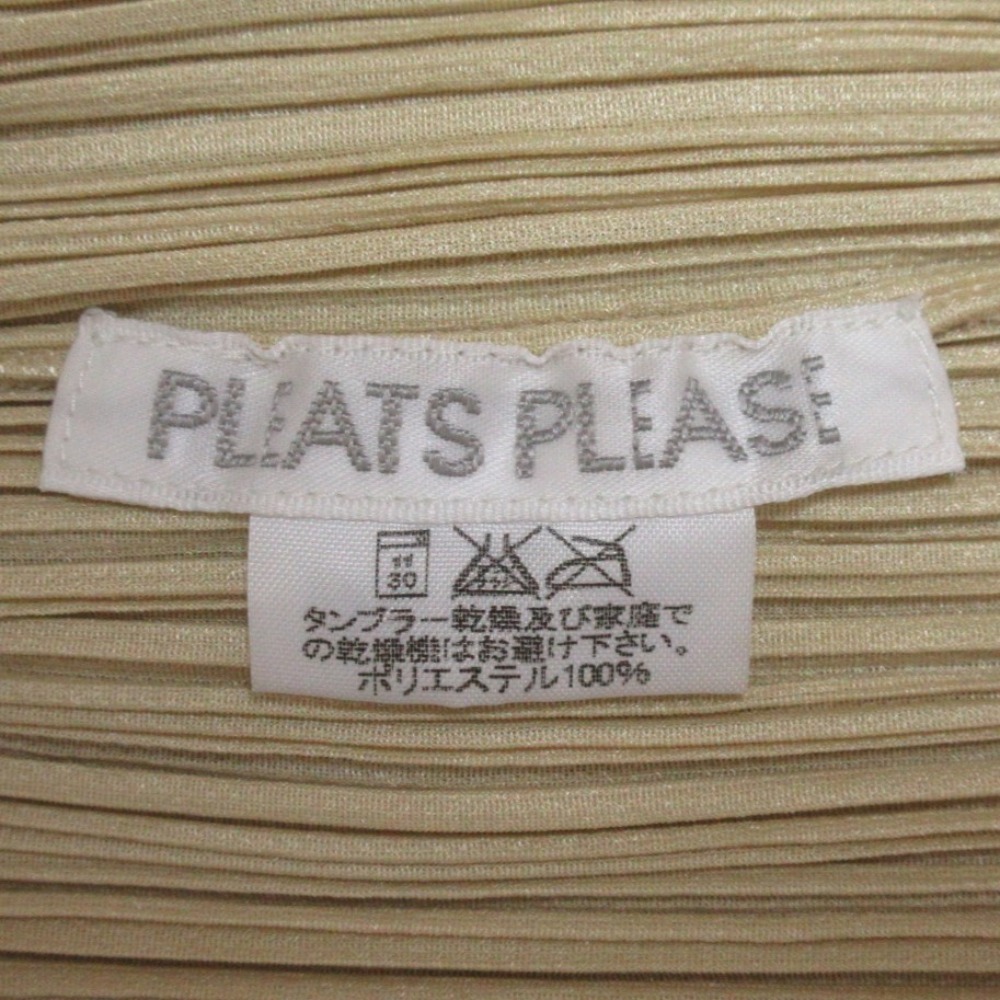 PLEATS PLEASE
11
30
タンブラー乾燥及び家庭で
の乾燥機はお避け下さい。
ポリエステル100%